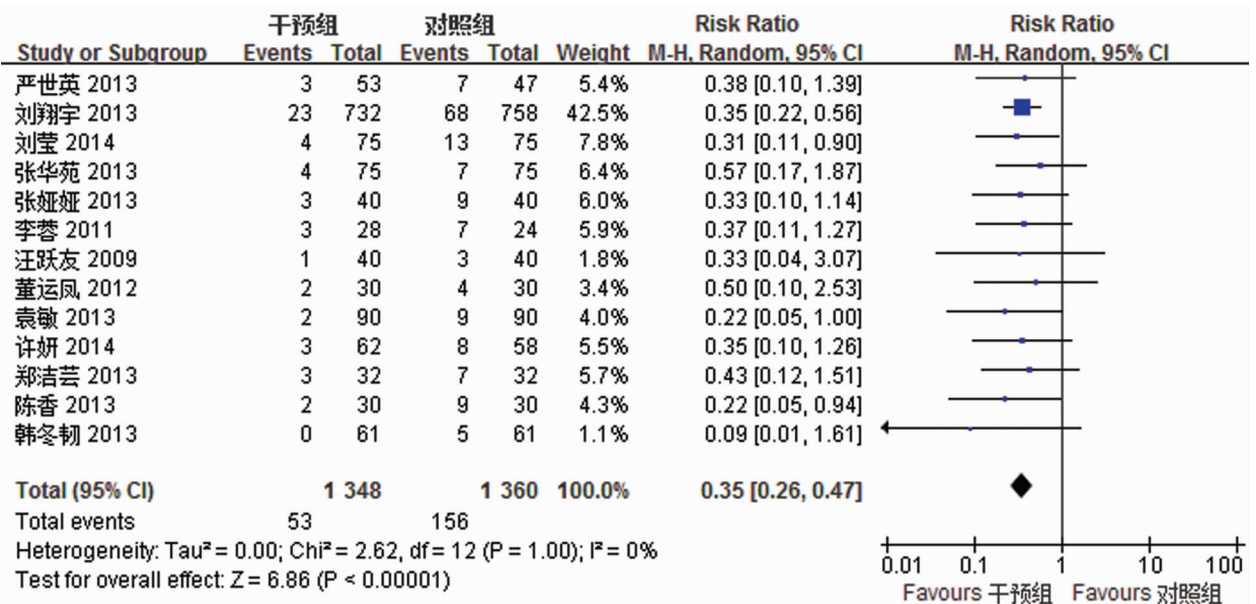 干预组 对照组 Risk Ratio Risk Ratio
Study or Subgroup Events Total Events Total Weight M-H, Random, 95% CI M-H, Random, 95% CI
严世英 2013 3 53 7 47 5.4% 0.38 [0.10, 1.39]
刘翔宇 2013 23 732 68 758 42.5% 0.35 [0.22, 0.56]
刘莹 2014 4 75 13 75 7.8% 0.31 [0.11, 0.90]
张华苑 2013 4 75 7 75 6.4% 0.57 [0.17, 1.87]
张娅娅 2013 3 40 9 40 6.0% 0.33 [0.10, 1.14]
李蓉 2011 3 28 7 24 5.9% 0.37 [0.11, 1.27]
汪跃友 2009 1 40 3 40 1.8% 0.33 [0.04, 3.07]
董运凤 2012 2 30 4 30 3.4% 0.50 [0.10, 2.53]
袁敏 2013 2 90 9 90 4.0% 0.22 [0.05, 1.00]
许妍 2014 3 62 8 58 5.5% 0.35 [0.10, 1.26]
郑洁芸 2013 3 32 7 32 5.7% 0.43 [0.12, 1.51]
陈香 2013 2 30 9 30 4.3% 0.22 [0.05, 0.94]
韩冬韧 2013 0 61 5 61 1.1% 0.09 [0.01, 1.61]
Total (95% CI) 1 348 1 360 100.0% 0.35 [0.26, 0.47]
Total events 53 156
Heterogeneity: Tau² = 0.00; Chi² = 2.62, df = 12 (P = 1.00); I² = 0%
Test for overall effect: Z = 6.86 (P < 0.00001)
0.01 0.1 1 10 100
Favours 干预组 Favours 对照组